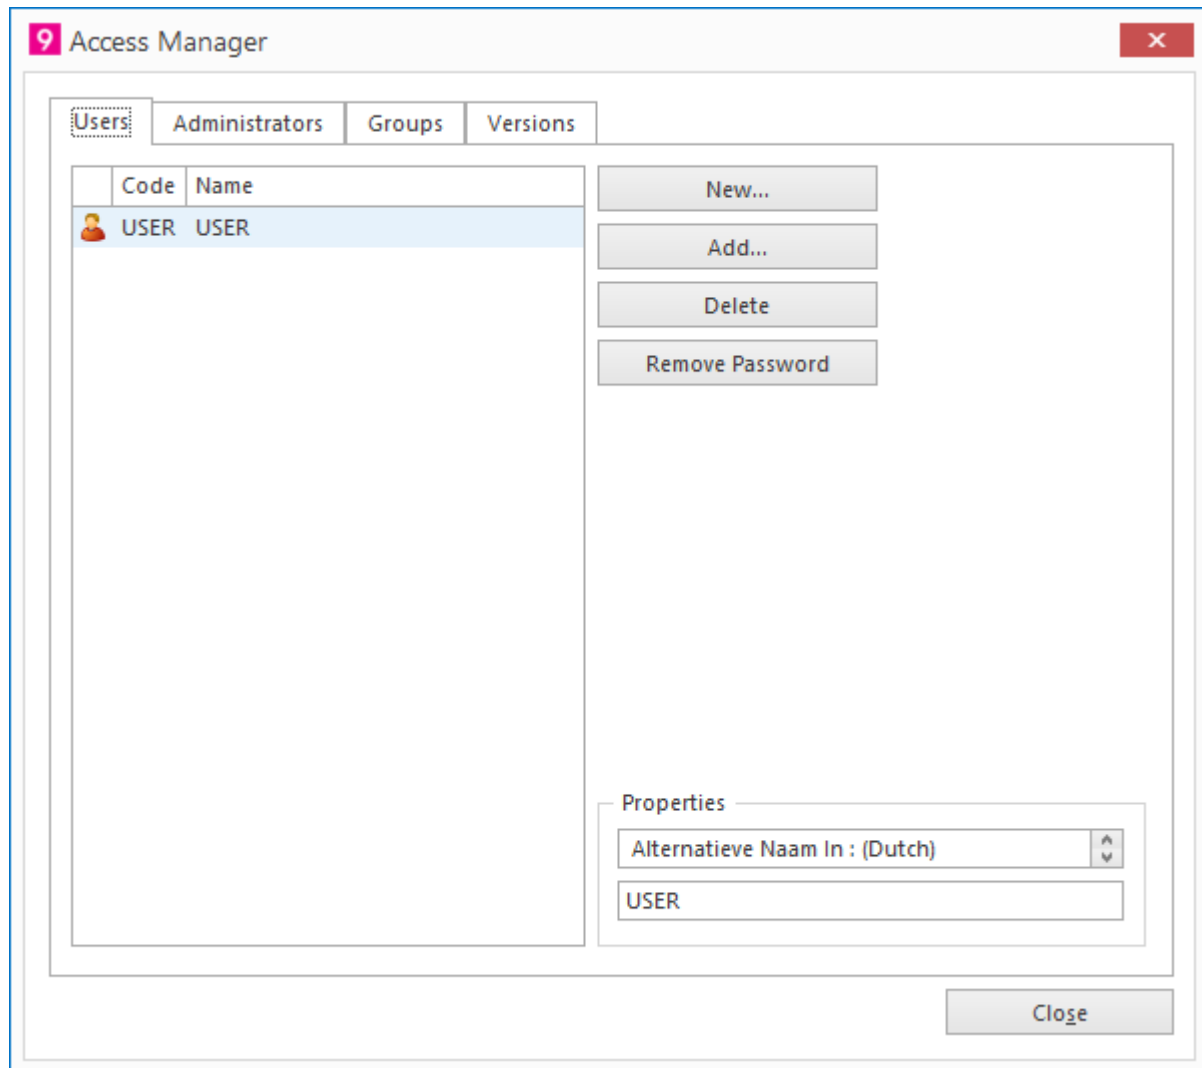 9 Access Manager
Users Administrators Groups Versions
Code Name
USER USER
New...
Add...
Delete
Remove Password
Properties
Alternatieve Naam In : (Dutch)
USER
Close